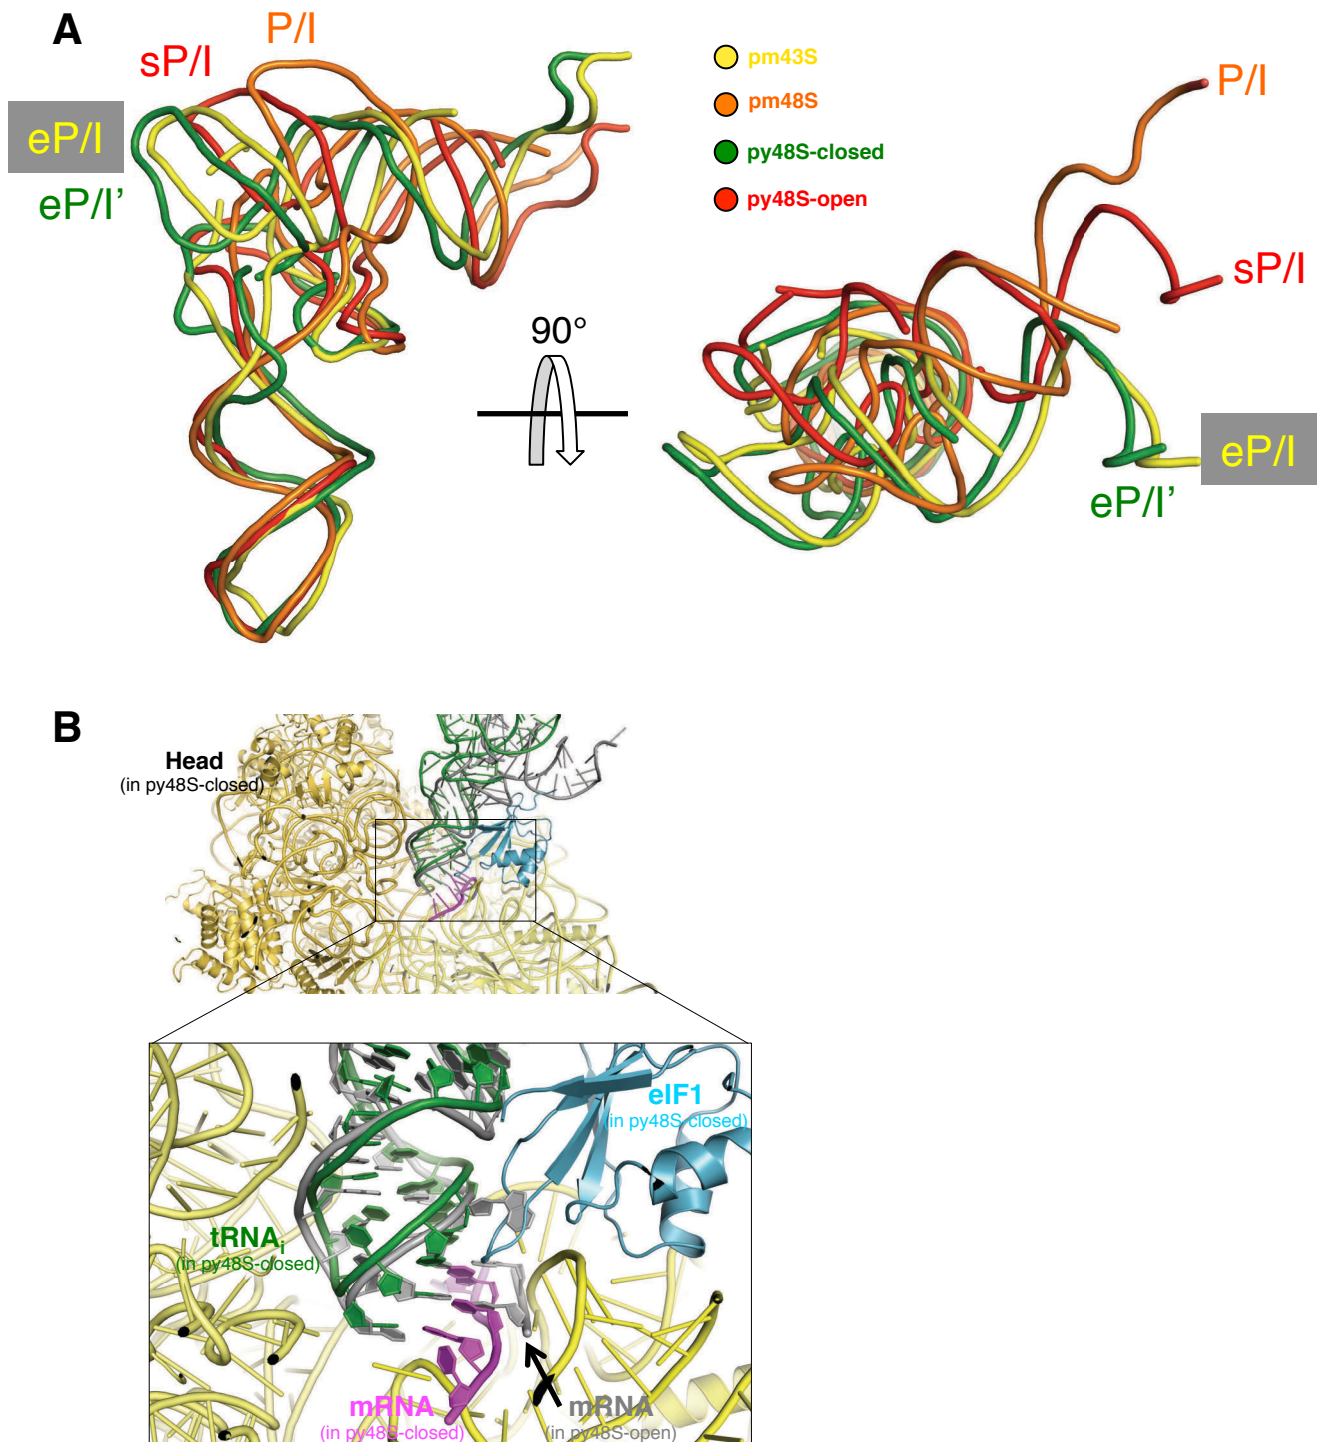 A
P/I
sP/I
eP/I
eP/I’
pm43S
pm48S
py48S-closed
py48S-open
90°
P/I
sP/I
eP/I
eP/I’
B
Head
(in py48S-closed)
eIF1
(in py48S-closed)
tRNAi
(in py48S-closed)
mRNA
(in py48S-closed)
mRNA
(in py48S-open)